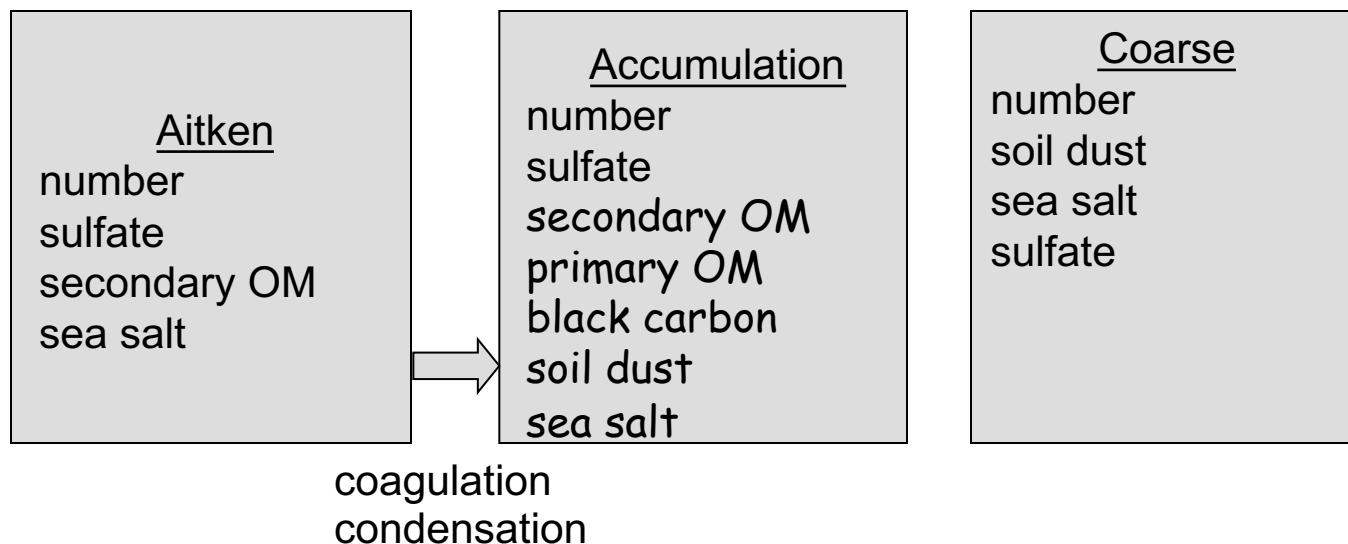 Aitken
number
sulfate
secondary OM
sea salt
Accumulation
number
sulfate
secondary OM
primary OM
black carbon
soil dust
sea salt
Coarse
number
soil dust
sea salt
sulfate
coagulation
condensation